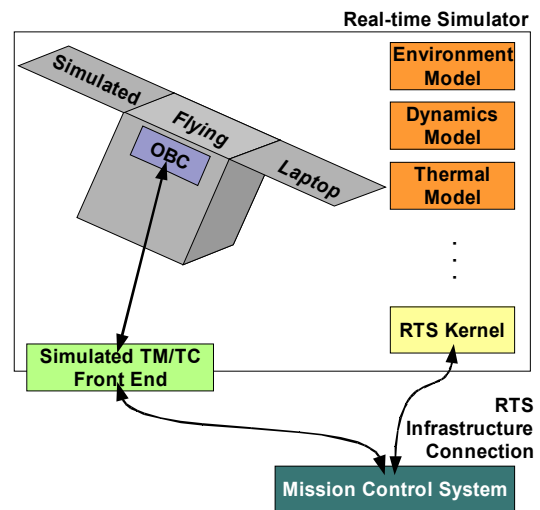 Real-time Simulator
Simulated
Flying
Laptop
OBC
Environment
Model
Dynamics
Model
Thermal
Model
.
.
.
RTS Kernel
Simulated TM/TC
Front End
RTS
Infrastructure
Connection
Mission Control System